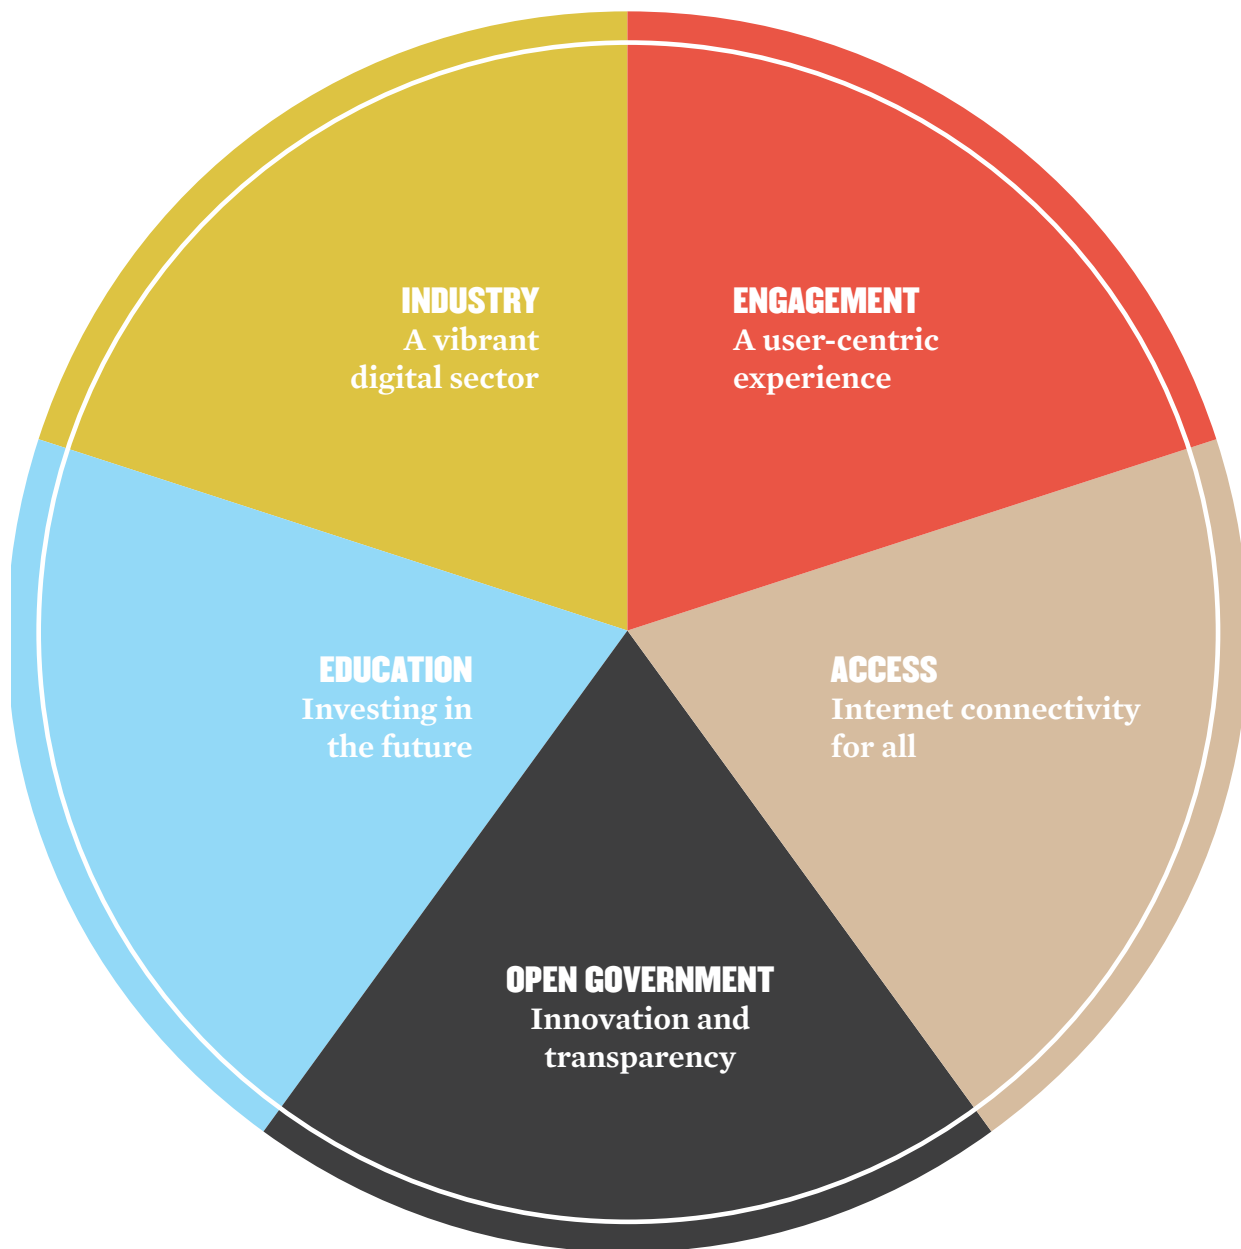 INDUSTRY
A vibrant
digital sector
ENGAGEMENT
A user-centric
experience
EDUCATION
Investing in
the future
ACCESS
Internet connectivity
for all
OPEN GOVERNMENT
Innovation and
transparency